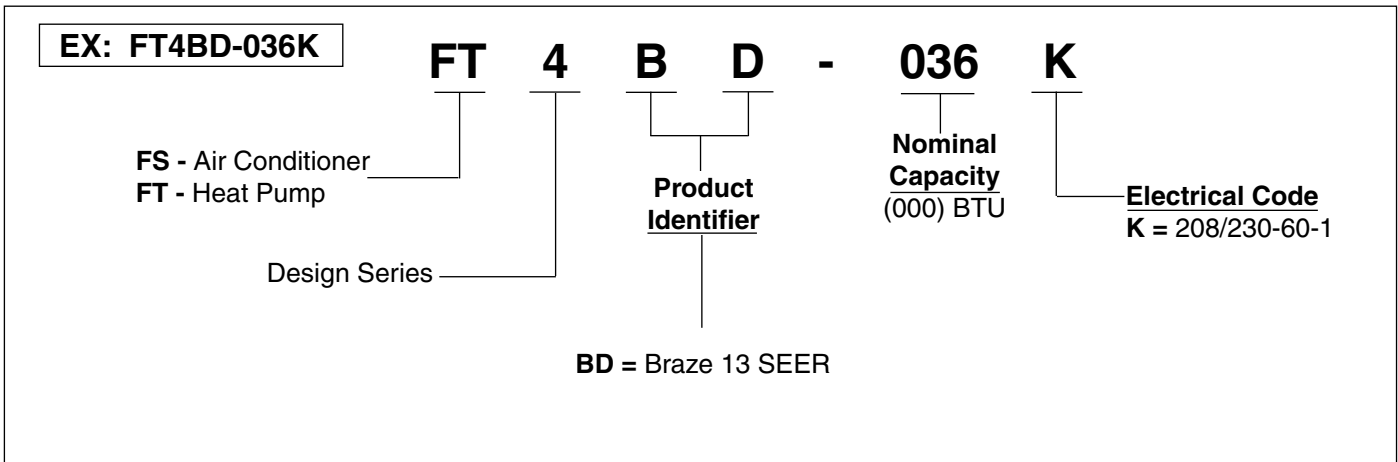 EX: FT4BD-036K
FT 4 B D - 036 K
FS - Air Conditioner
FT - Heat Pump
Design Series
Product
Identifier
BD = Braze 13 SEER
Nominal
Capacity
(000) BTU
Electrical Code
K = 208/230-60-1